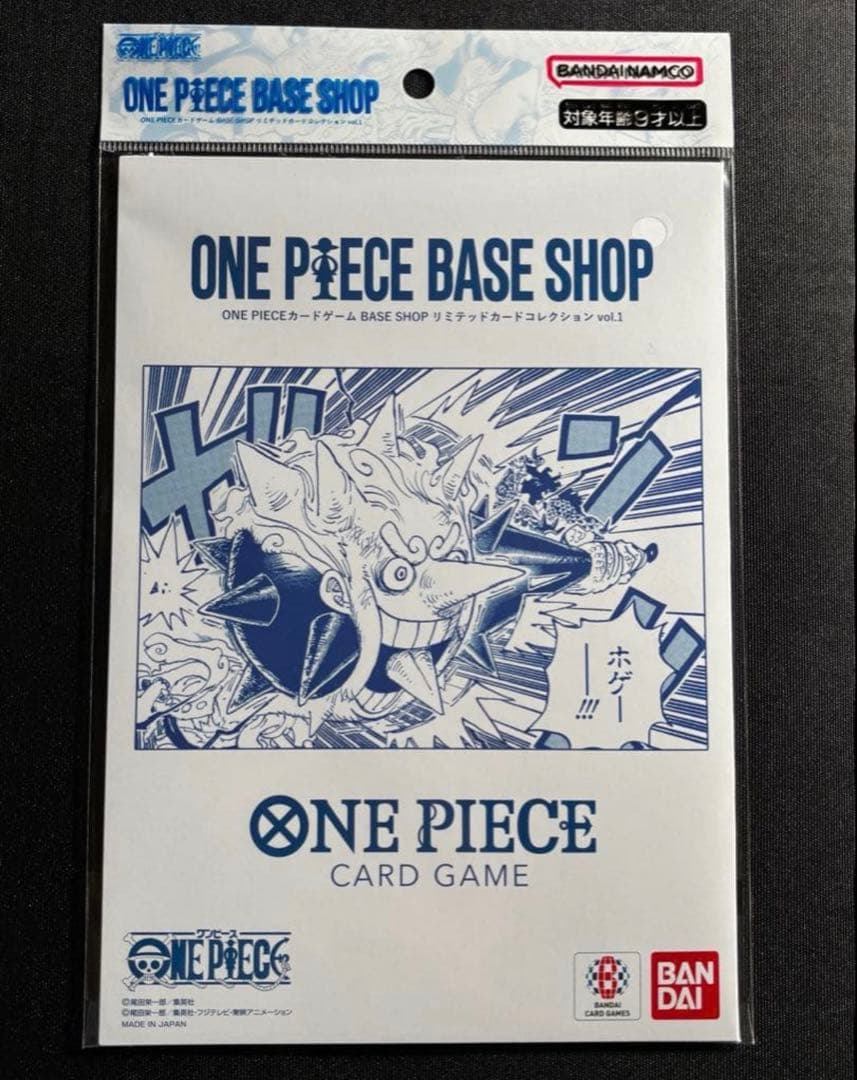 ONE PIECE
BANDAI NAMCO
ONE PIECE BASE SHOP
ONE PIECE カードゲーム BASE SHOP リミテッドカードコレクション vol.1
対象年齢9才以上
ONE PIECE BASE SHOP
ONE PIECEカードゲーム BASE SHOP リミテッドカードコレクション vol.1
ホゲー
ーー!!!
ONE PIECE
CARD GAME
ワンピース
ONE PIECE
©尾田栄一郎／集英社
©尾田栄一郎／集英社・フジテレビ・東映アニメーション
MADE IN JAPAN
B
BANDAI
CARD GAMES
BAN
DAI